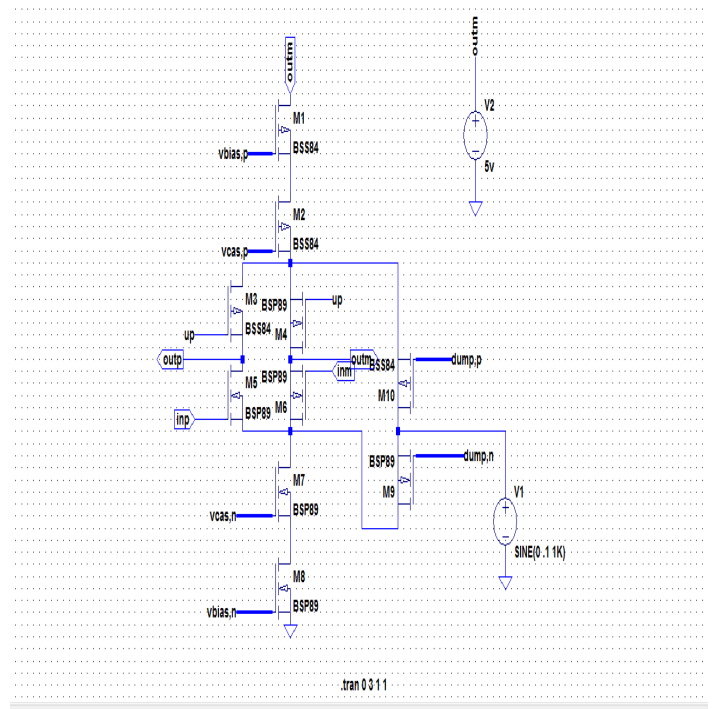 outm
outm
V2
5v
M1
vbias,p
BSS84
M2
vcas,p
BSS84
M3
BSP89
up
up
BSS84
M4
outp
outm
BSS84
dump,p
M5
BSP89
inm
M10
inp
BSP89
M6
BSP89
dump,n
M7
M9
V1
vcas,n
BSP89
SINE(0 .1 1K)
M8
vbias,n
BSP89
.tran 0 3 1 1